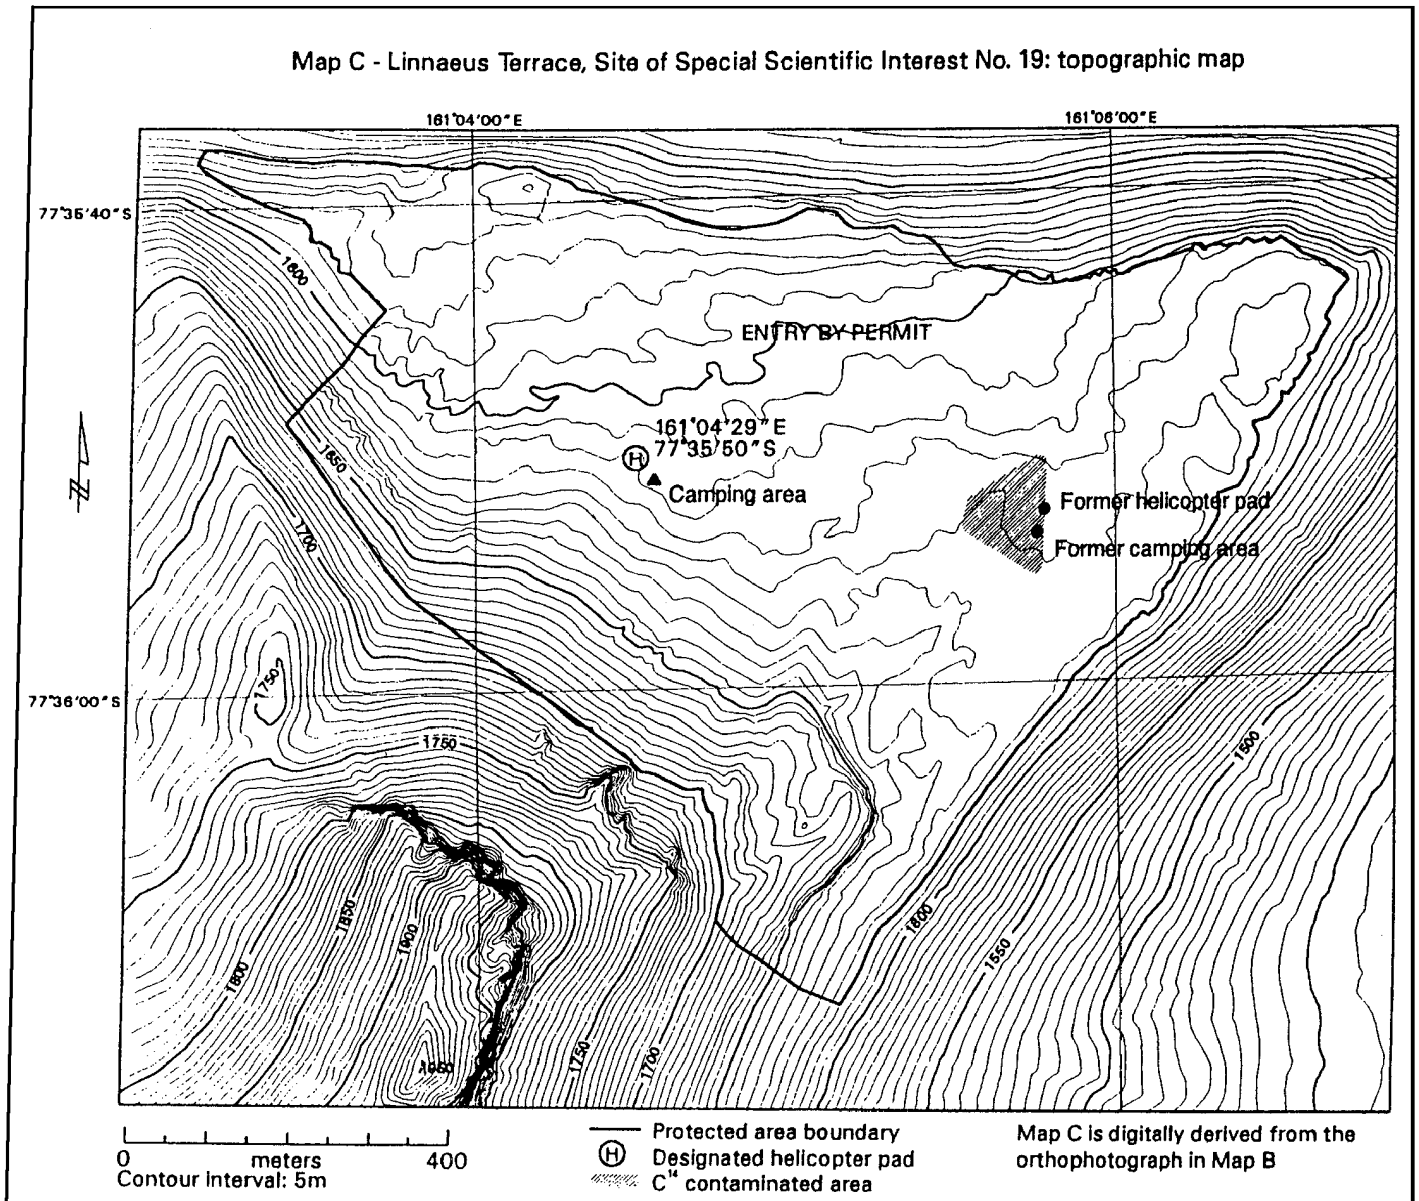 Map C - Linnaeus Terrace, Site of Special Scientific Interest No. 19: topographic map
161°04'00"E
161°08'00"E
77°35'40"S
1600
ENTRY BY PERMIT
161°04'29"E
77°35'50"S
H
1650
Camping area
Former helicopter pad
1700
Former camping area
1750
77°36'00"S
1750
1500
1850
1600
1900
1550
1800
1750
1700
1950
N
Protected area boundary
Map C is digitally derived from the
0 meters 400
H Designated helicopter pad
orthophotograph in Map B
Contour Interval: 5m
C¹⁴ contaminated area